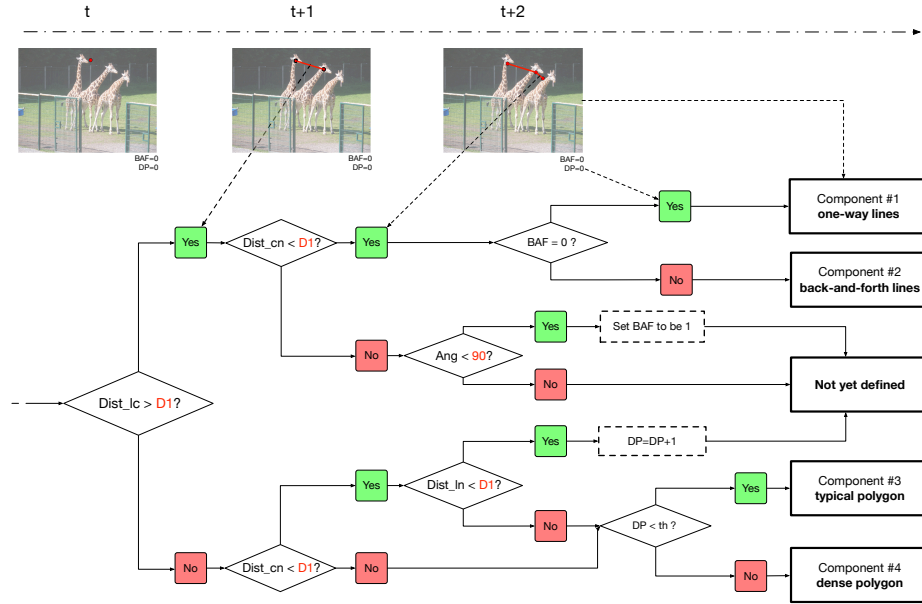 t
t+1
t+2
BAF=0
DP=0
BAF=0
DP=0
BAF=0
DP=0
Yes
Component #1
one-way lines
Yes
Dist_cn < D1?
Yes
BAF = 0 ?
No
Component #2
back-and-forth lines
Yes
Set BAF to be 1
No
Ang < 90?
No
Not yet defined
Dist_lc > D1?
Yes
DP=DP+1
Yes
Dist_ln < D1?
Yes
Component #3
typical polygon
No
DP < th ?
No
Dist_cn < D1?
No
No
Component #4
dense polygon